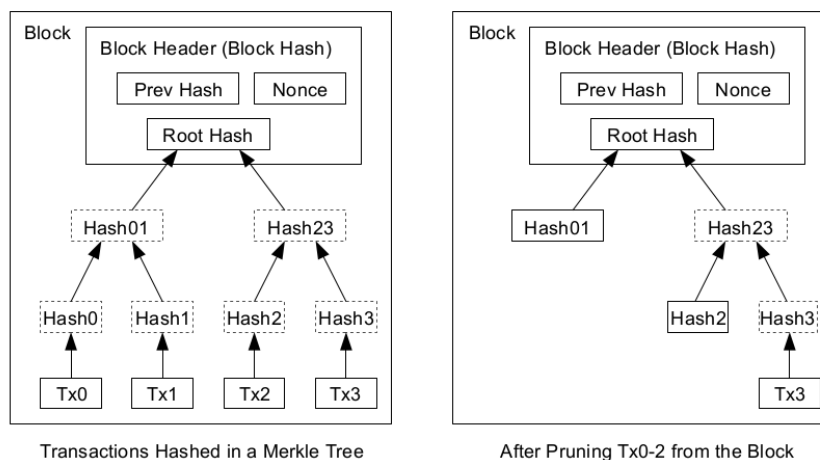 Block
Block Header (Block Hash)
Prev Hash
Nonce
Root Hash
Hash01
Hash23
Hash0
Hash1
Hash2
Hash3
Tx0
Tx1
Tx2
Tx3
Transactions Hashed in a Merkle Tree
Block
Block Header (Block Hash)
Prev Hash
Nonce
Root Hash
Hash01
Hash23
Hash2
Hash3
Tx3
After Pruning Tx0-2 from the Block